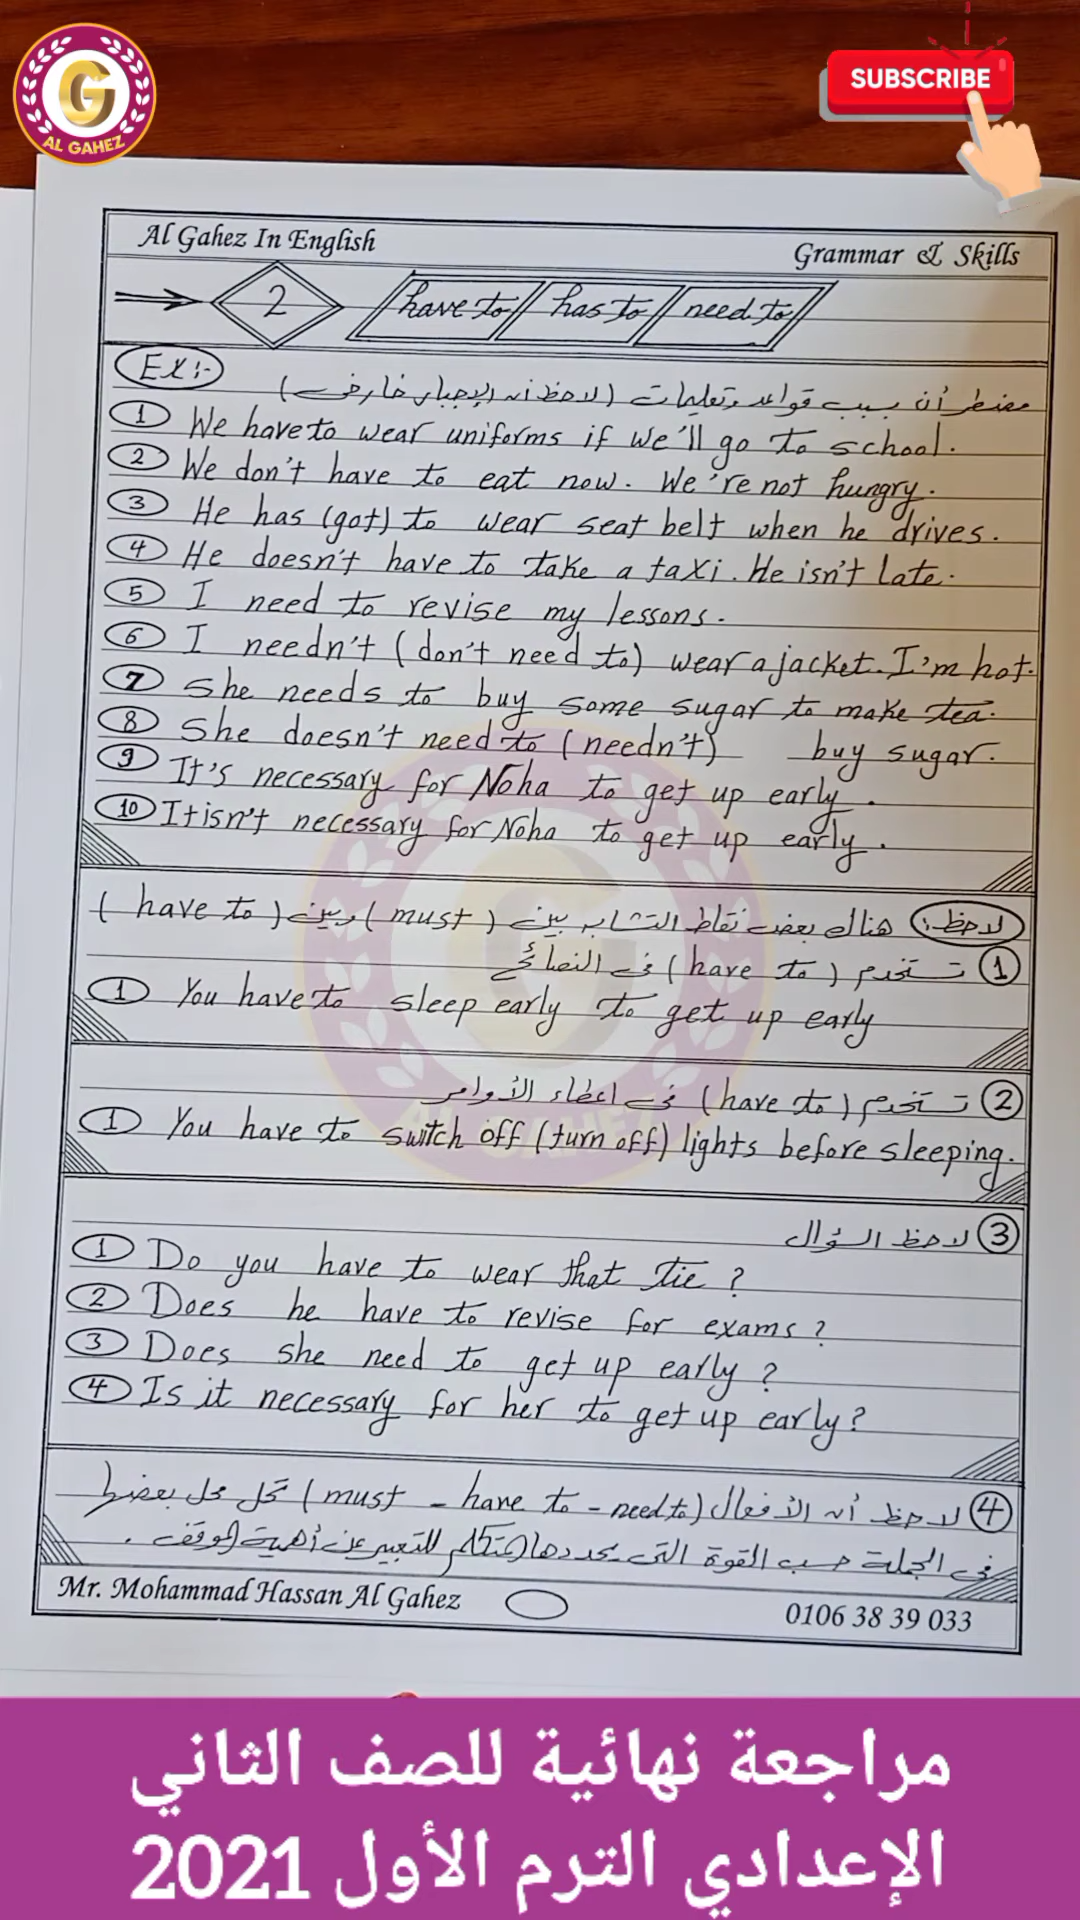 AL GAHEZ
SUBSCRIBE
Al Gahez In English
Grammar & Skills
2 have to has to need to
Ex:-
مضطر أن بسبب قواعد وتعليمات (لاحظ أنه الإجبار خارجى)
1 We have to wear uniforms if we'll go to school.
2 We don't have to eat now. We're not hungry.
3 He has (got) to wear seat belt when he drives.
4 He doesn't have to take a taxi. He isn't late.
5 I need to revise my lessons.
6 I needn't (don't need to) wear a jacket. I'm hot.
7 She needs to buy some sugar to make tea.
8 She doesn't need to (needn't) buy sugar.
9 It's necessary for Noha to get up early.
10 It isn't necessary for Noha to get up early.
لاحظ: هناك بعض نقاط التشابه بين (must) وبين (have to)
1 تستخدم (have to) فى النصائح
1 You have to sleep early to get up early
2 تستخدم (have to) فى اعطاء الأوامر
1 You have to switch off (turn off) lights before sleeping.
3 لاحظ السؤال
1 Do you have to wear that tie?
2 Does he have to revise for exams?
3 Does she need to get up early?
4 Is it necessary for her to get up early?
4 لاحظ أن الأفعال (must - have to - need to) تحل محل بعضها
فى الجملة حسب القوة التى يحددها المتكلم للتعبير عن أهمية الموقف.
Mr. Mohammad Hassan Al Gahez
0106 38 39 033
مراجعة نهائية للصف الثاني
الإعدادي الترم الأول 2021